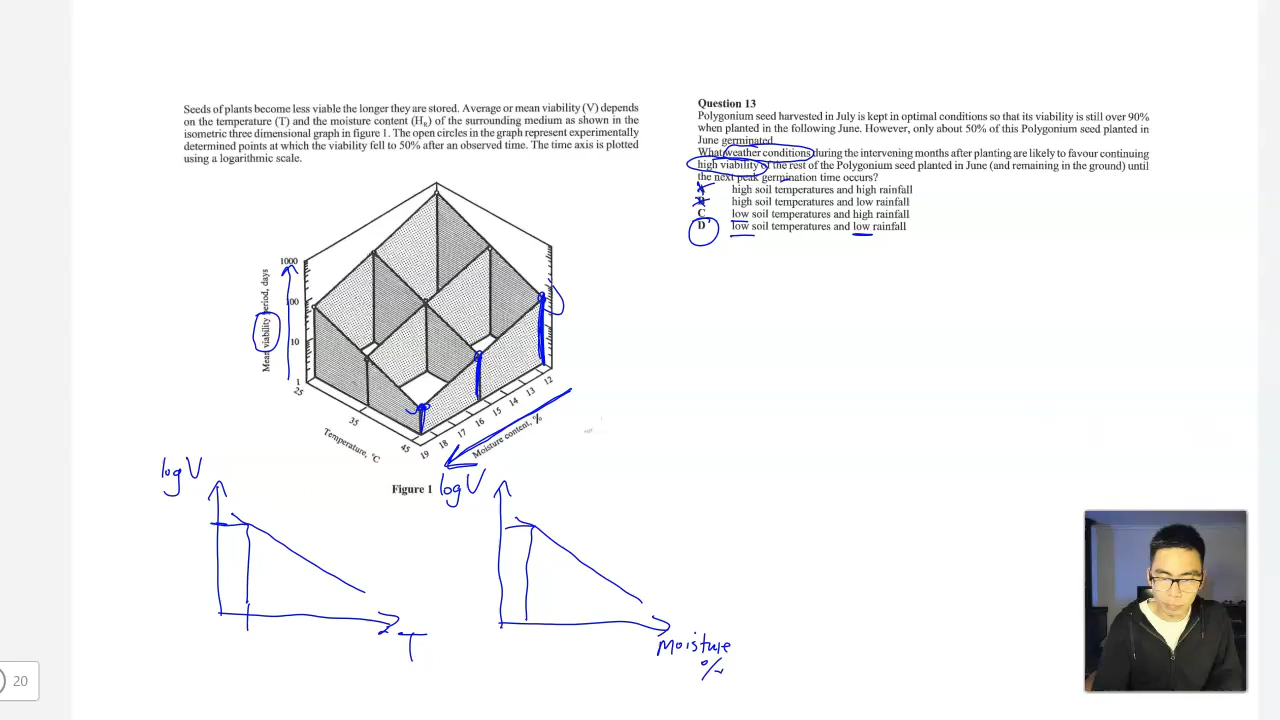 Seeds of plants become less viable the longer they are stored. Average or mean viability (V) depends
on the temperature (T) and the moisture content (HR) of the surrounding medium as shown in the
isometric three dimensional graph in figure 1. The open circles in the graph represent experimentally
determined points at which the viability fell to 50% after an observed time. The time axis is plotted
using a logarithmic scale.
1000
100
10
1
Mean viability period, days
25
35
45
Temperature, °C
19
18
17
16
15
14
13
12
Moisture content, %
Figure 1
log V
T
log V
Moisture
%
Question 13
Polygonium seed harvested in July is kept in optimal conditions so that its viability is still over 90%
when planted in the following June. However, only about 50% of this Polygonium seed planted in
June germinated.
What weather conditions during the intervening months after planting are likely to favour continuing
high viability of the rest of the Polygonium seed planted in June (and remaining in the ground) until
the next peak germination time occurs?
A high soil temperatures and high rainfall
B high soil temperatures and low rainfall
C low soil temperatures and high rainfall
D low soil temperatures and low rainfall
20